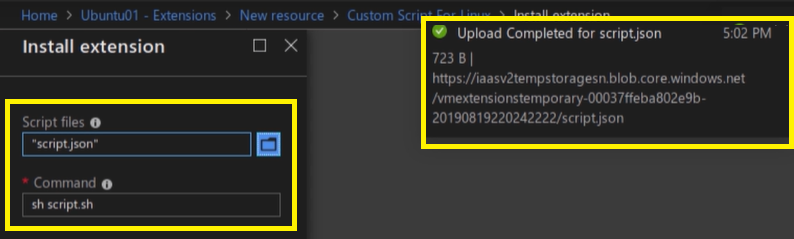 Home > Ubuntu01 - Extensions > New resource > Custom Script For Linux > Install extension
Install extension
Upload Completed for script.json 5:02 PM
723 B |
https://iaasv2tempstoragesn.blob.core.windows.net
/vmextensionstemporary-00037ffeba802e9b-
20190819220242222/script.json
Script files
"script.json"
* Command
sh script.sh